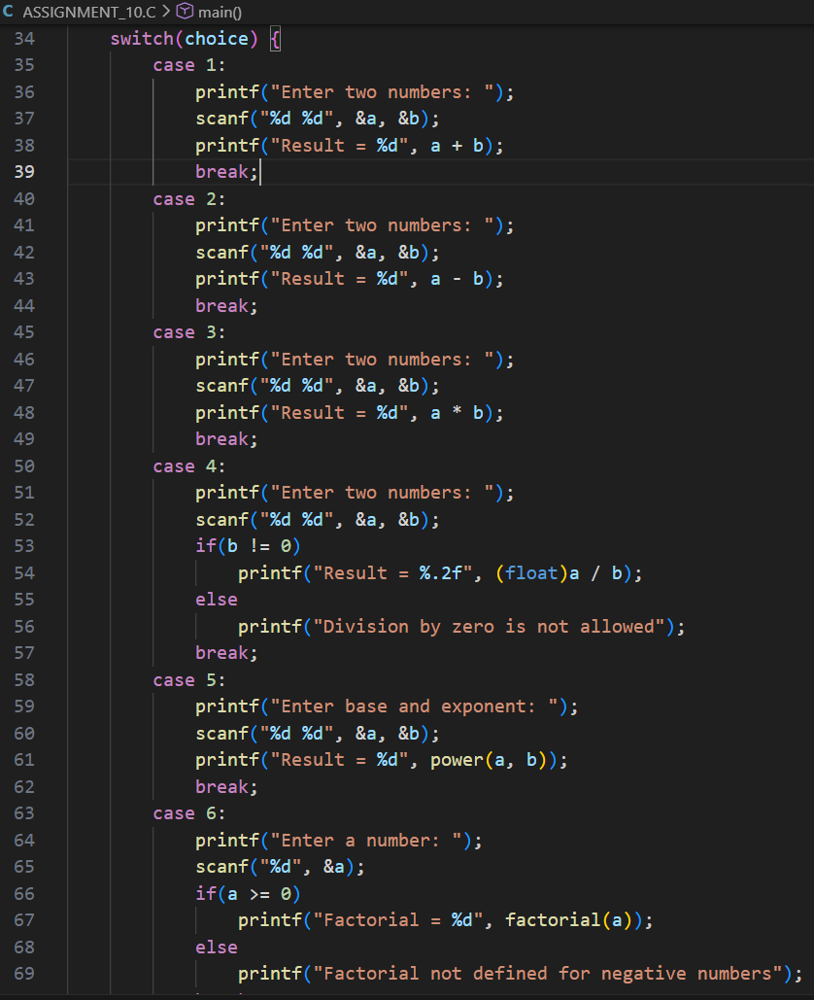 C ASSIGNMENT_10.C > main()
34 switch(choice) {
35 case 1:
36 printf("Enter two numbers: ");
37 scanf("%d %d", &a, &b);
38 printf("Result = %d", a + b);
39 break;
40 case 2:
41 printf("Enter two numbers: ");
42 scanf("%d %d", &a, &b);
43 printf("Result = %d", a - b);
44 break;
45 case 3:
46 printf("Enter two numbers: ");
47 scanf("%d %d", &a, &b);
48 printf("Result = %d", a * b);
49 break;
50 case 4:
51 printf("Enter two numbers: ");
52 scanf("%d %d", &a, &b);
53 if(b != 0)
54 printf("Result = %.2f", (float)a / b);
55 else
56 printf("Division by zero is not allowed");
57 break;
58 case 5:
59 printf("Enter base and exponent: ");
60 scanf("%d %d", &a, &b);
61 printf("Result = %d", power(a, b));
62 break;
63 case 6:
64 printf("Enter a number: ");
65 scanf("%d", &a);
66 if(a >= 0)
67 printf("Factorial = %d", factorial(a));
68 else
69 printf("Factorial not defined for negative numbers");